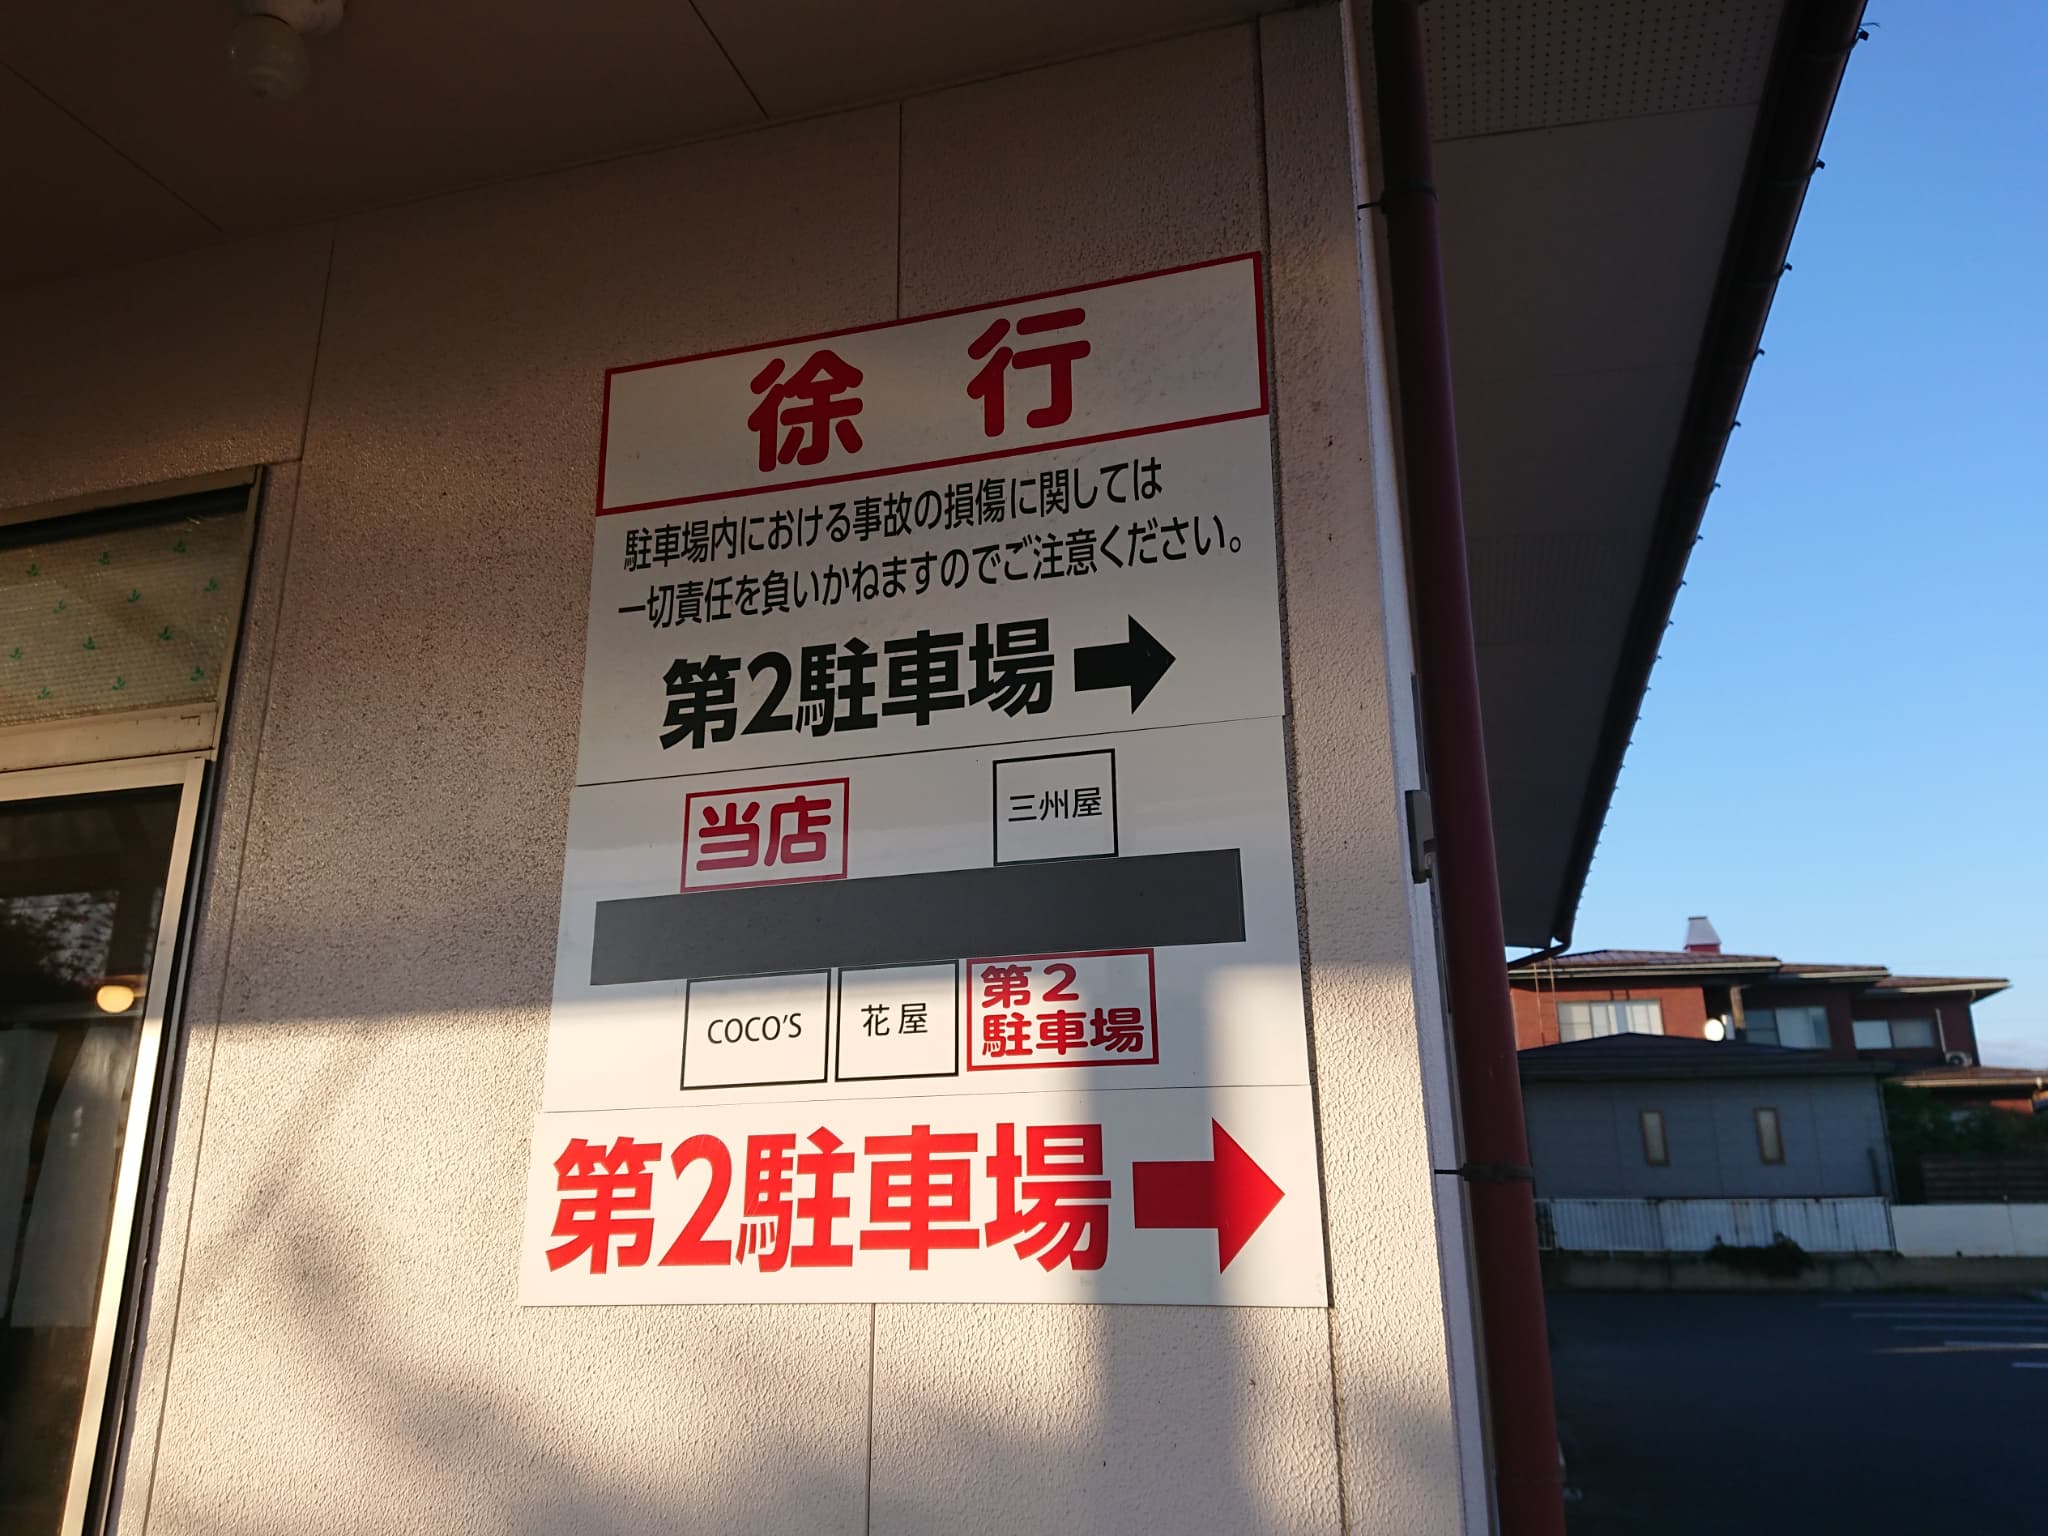 徐行
駐車場内における事故の損傷に関しては
一切責任を負いかねますのでご注意ください。
第2駐車場➡
当店
三州屋
COCO'S
花屋
第2
駐車場
第2駐車場➡